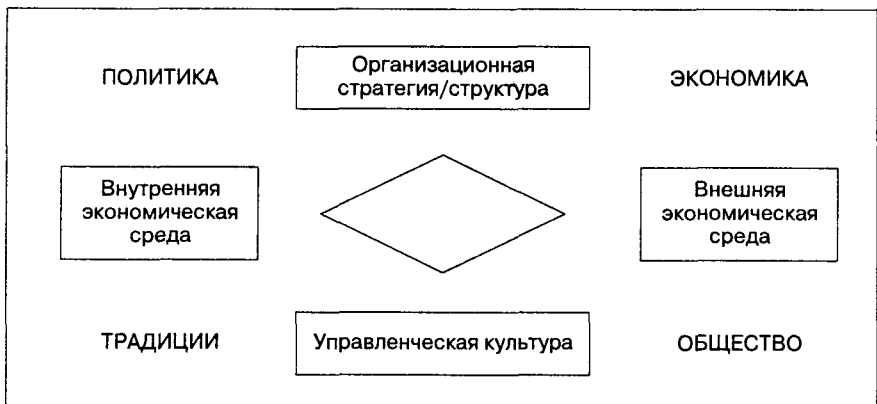 ПОЛИТИКА
Организационная
стратегия/структура
ЭКОНОМИКА
Внутренняя
экономическая
среда
Внешняя
экономическая
среда
ТРАДИЦИИ
Управленческая культура
ОБЩЕСТВО